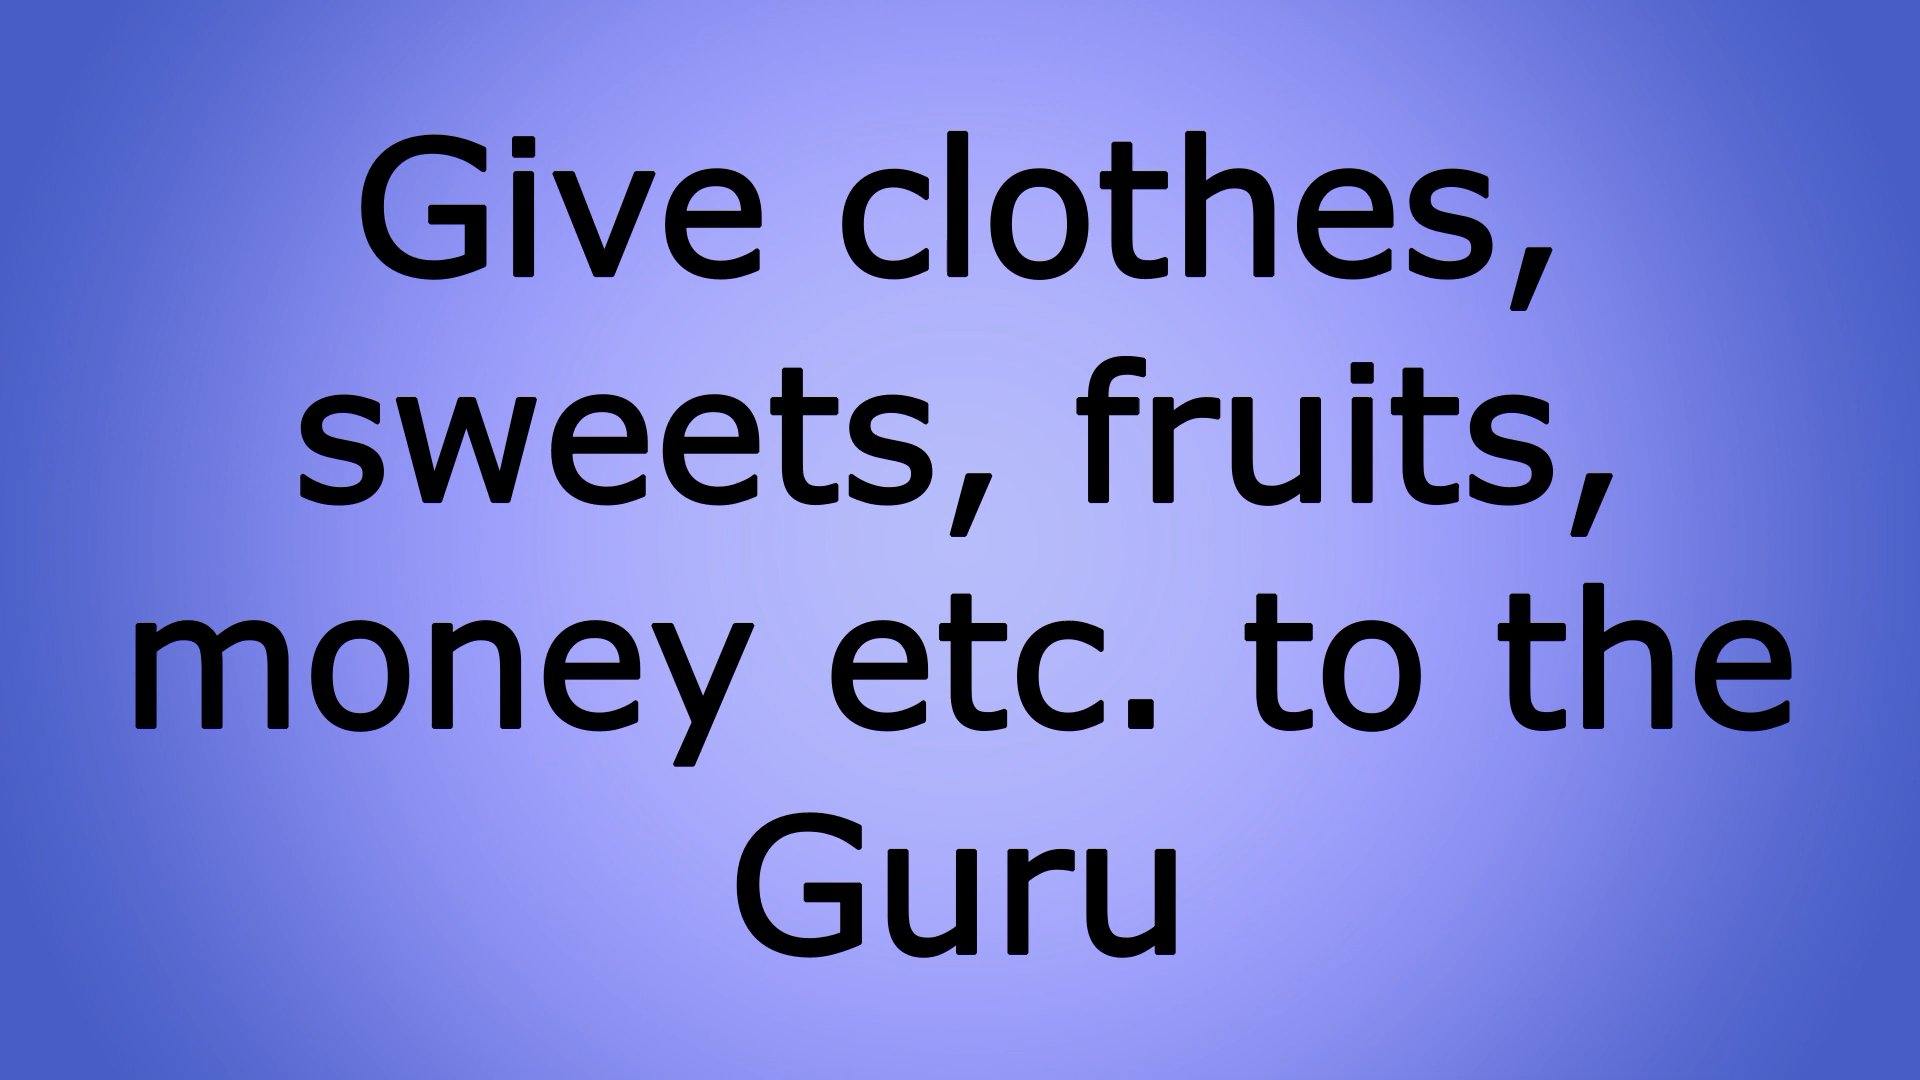 Give clothes,
sweets, fruits,
money etc. to the
Guru